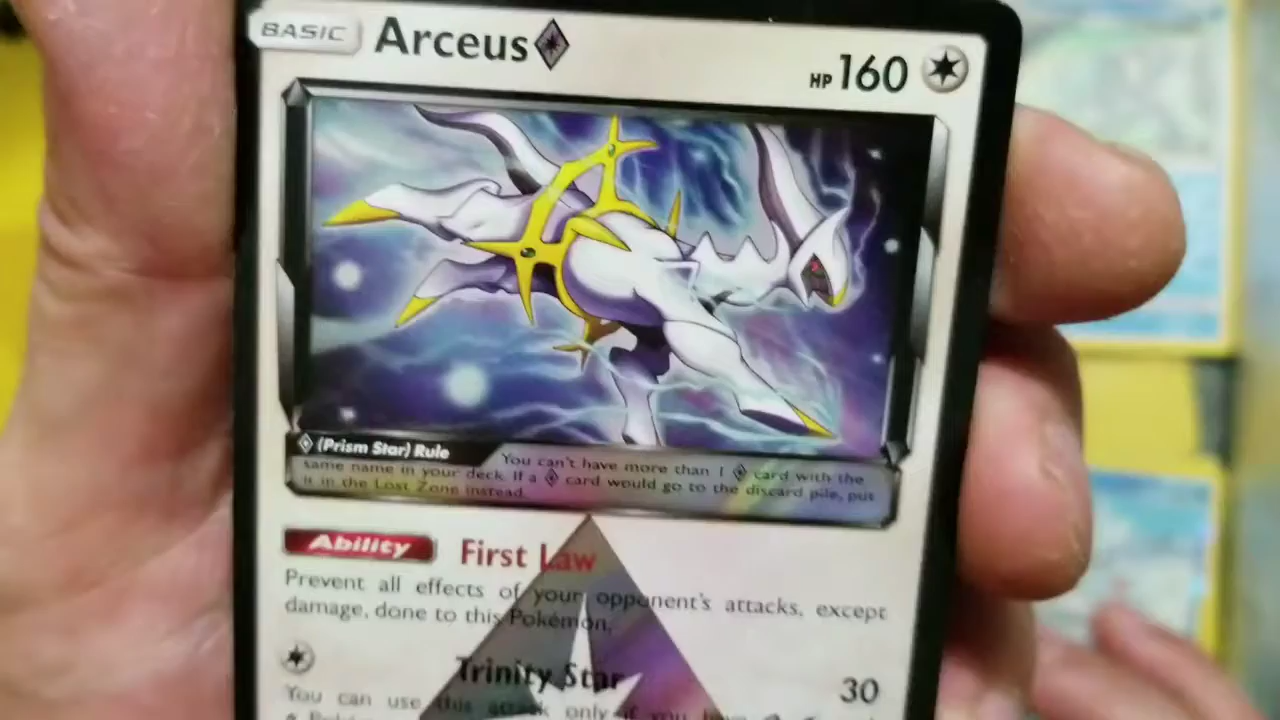 BASIC Arceus HP 160
(Prism Star) Rule You can't have more than 1 card with the
same name in your deck. If a card would go to the discard pile, put
it in the Lost Zone instead.
Ability First Law
Prevent all effects of your opponent's attacks, except
damage, done to this Pokémon.
Trinity Star 30
You can use this attack only if you have